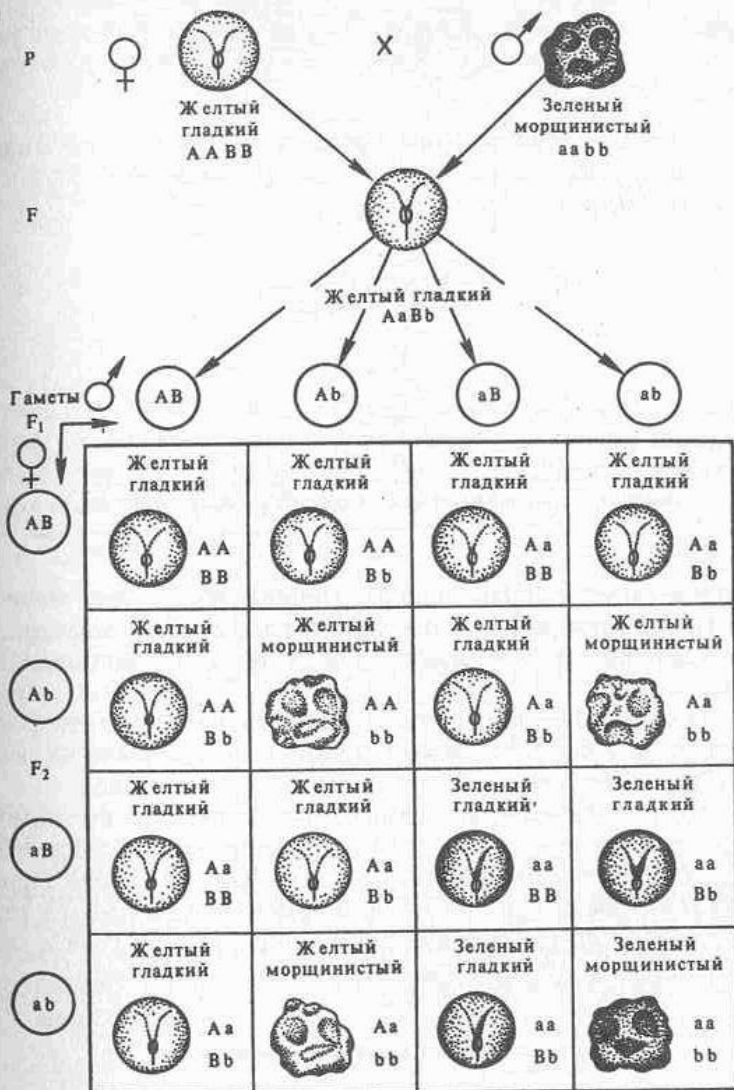 P ♀ X ♂
Желтый Зеленый
гладкий морщинистый
AABB aabb
F
Желтый гладкий
AaBb
Гаметы ♂ AB Ab aB ab
F₁
♀
Желтый Желтый Желтый Желтый
гладкий гладкий гладкий гладкий
AB AA AA Aa Aa
BB Bb BB Bb
Желтый Желтый Желтый Желтый
гладкий морщинистый гладкий морщинистый
Ab AA AA Aa Aa
Bb bb Bb bb
F₂
Желтый Желтый Зеленый Зеленый
гладкий гладкий гладкий гладкий
aB Aa Aa aa aa
BB Bb BB Bb
Желтый Желтый Зеленый Зеленый
гладкий морщинистый гладкий морщинистый
ab Aa Aa aa aa
Bb bb Bb bb